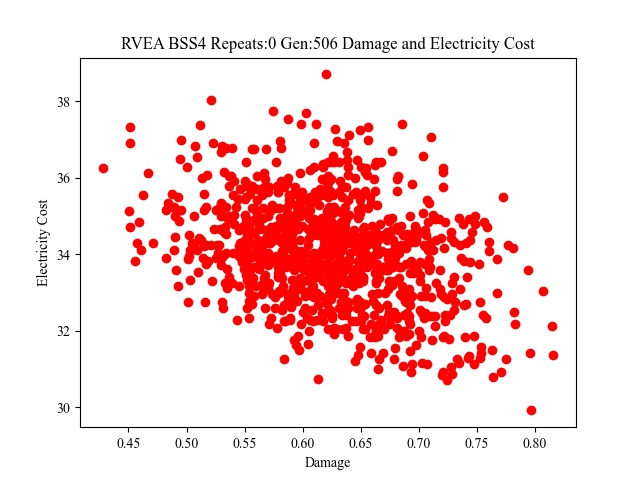 RVEA BSS4 Repeats:0 Gen:506 Damage and Electricity Cost
38
36
34
32
30
Electricity Cost
0.45 0.50 0.55 0.60 0.65 0.70 0.75 0.80
Damage